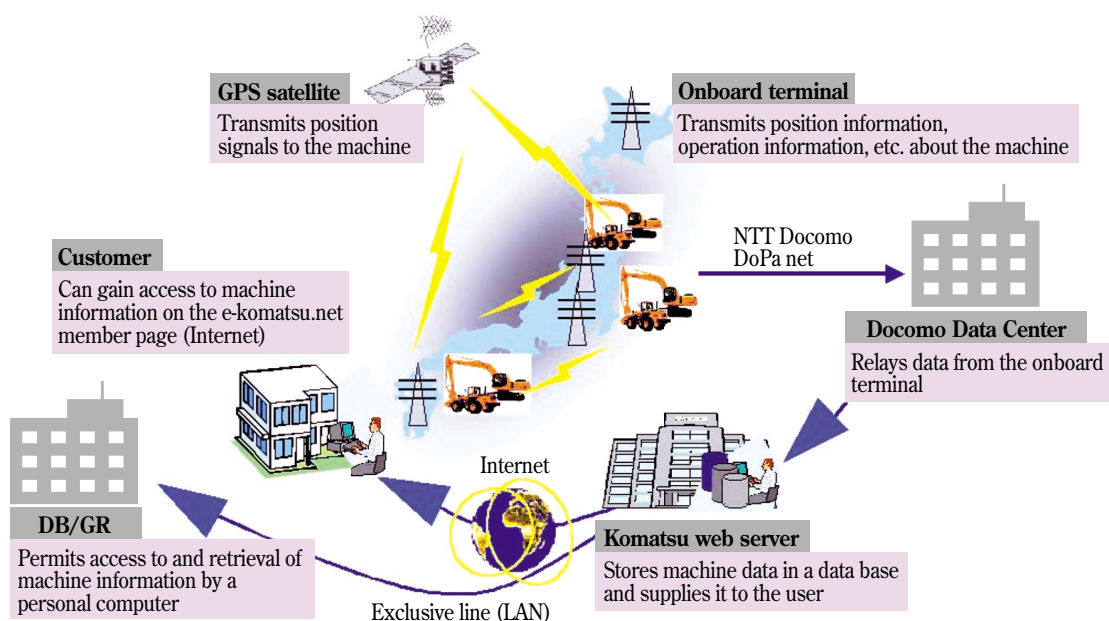 GPS satellite
Transmits position
signals to the machine
Onboard terminal
Transmits position information,
operation information, etc. about the machine
Customer
Can gain access to machine
information on the e-komatsu.net
member page (Internet)
NTT Docomo
DoPa net
Docomo Data Center
Relays data from the onboard
terminal
Internet
DB/GR
Permits access to and retrieval of
machine information by a
personal computer
Komatsu web server
Stores machine data in a data base
and supplies it to the user
Exclusive line (LAN)